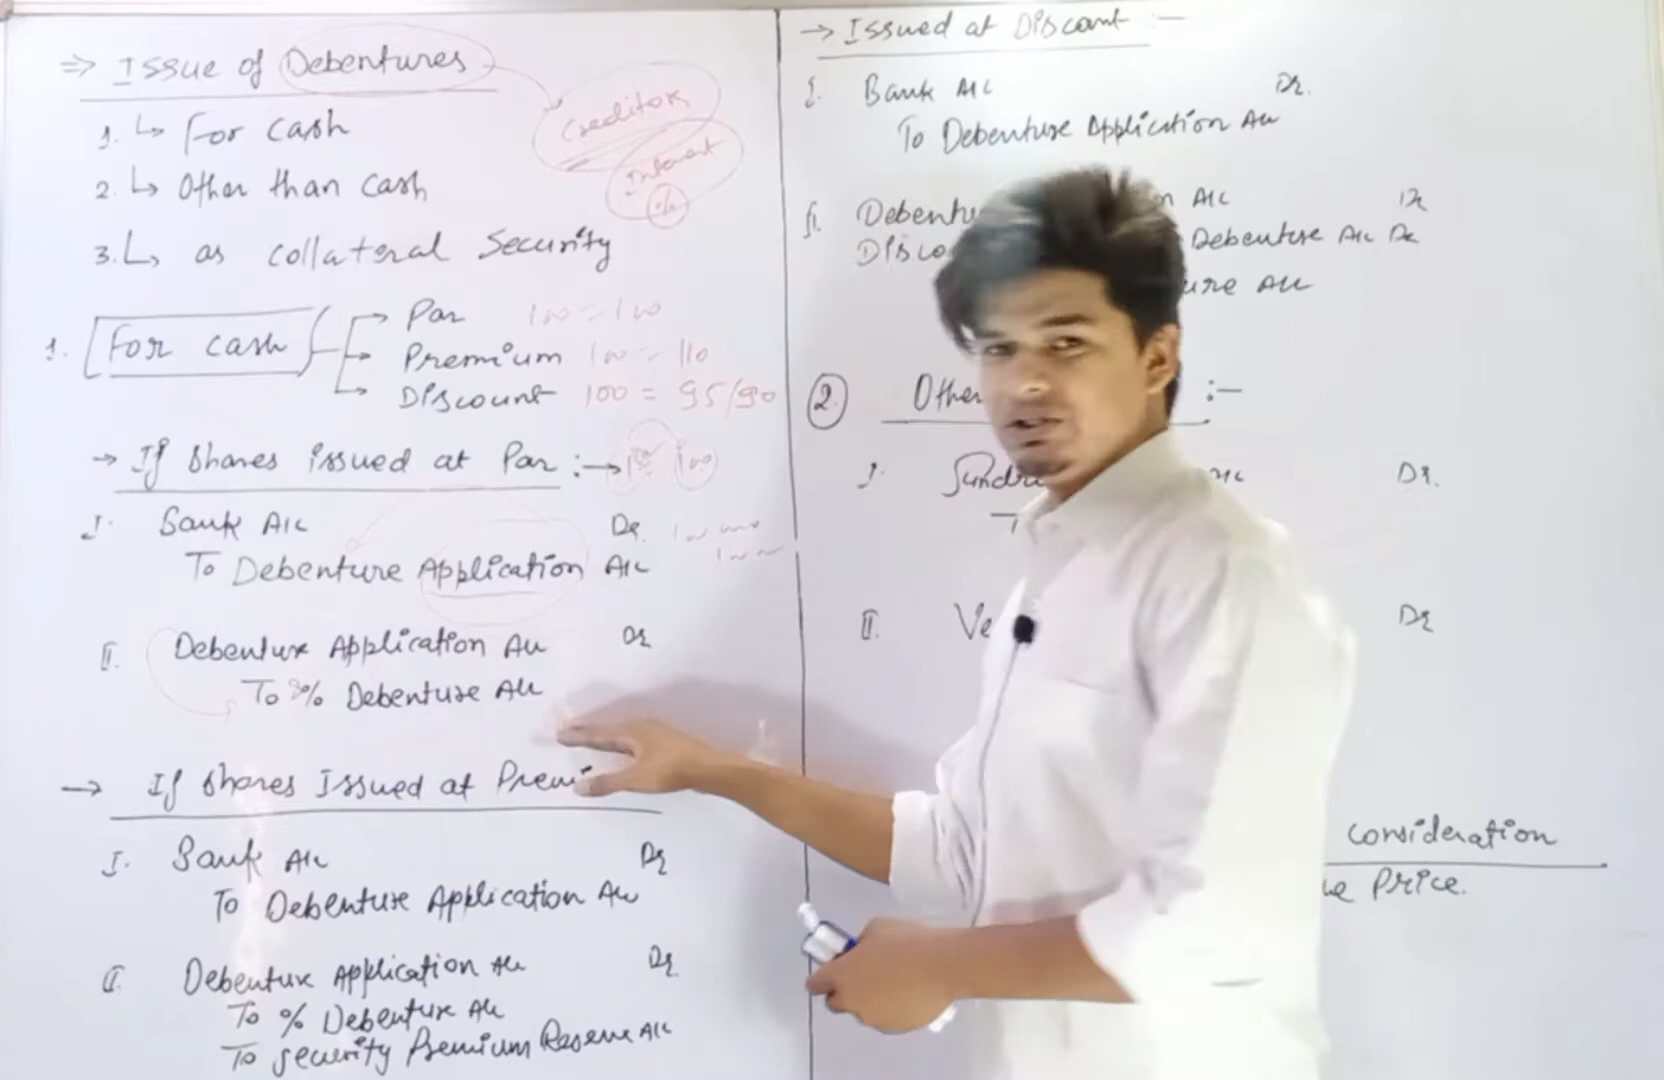 ⇒ Issue of Debentures
Creditors
Interest
%
1. ↳ For cash
2. ↳ Other than cash
3. ↳ as collateral Security
1. For cash
→ Par 100 = 100
→ Premium 100 = 110
→ Discount 100 = 95/90
→ If Shares issued at Par :→ 100
I. Bank A/c Dr.
To Debenture Application A/c
II. Debenture Application A/c Dr
To % Debenture A/c
→ If Shares Issued at
I. Bank A/c Dr
To Debenture Application A/c
II. Debenture Application A/c Dr
To % Debenture A/c
To Security Premium Reserve A/c
→ Issued at Discount :-
I. Bank A/c Dr.
To Debenture Application A/c
II. A/c Dr
Debenture A/c Dr
A/c
2. Other :-
I. Dr.
II. Dr
consideration
Price.